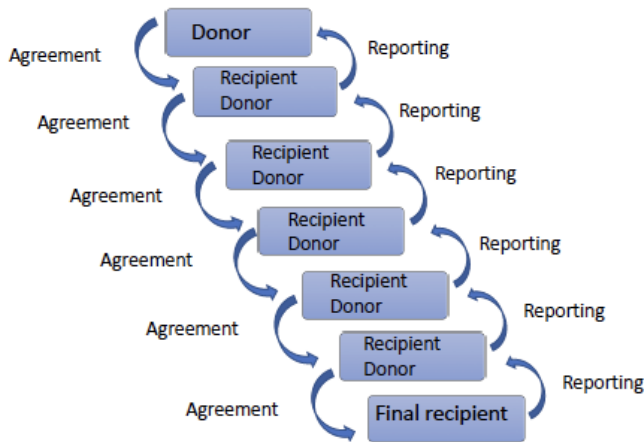 Donor
Agreement
Reporting
Recipient
Donor
Agreement
Reporting
Recipient
Donor
Agreement
Reporting
Recipient
Donor
Agreement
Reporting
Recipient
Donor
Agreement
Reporting
Recipient
Donor
Agreement
Reporting
Final recipient